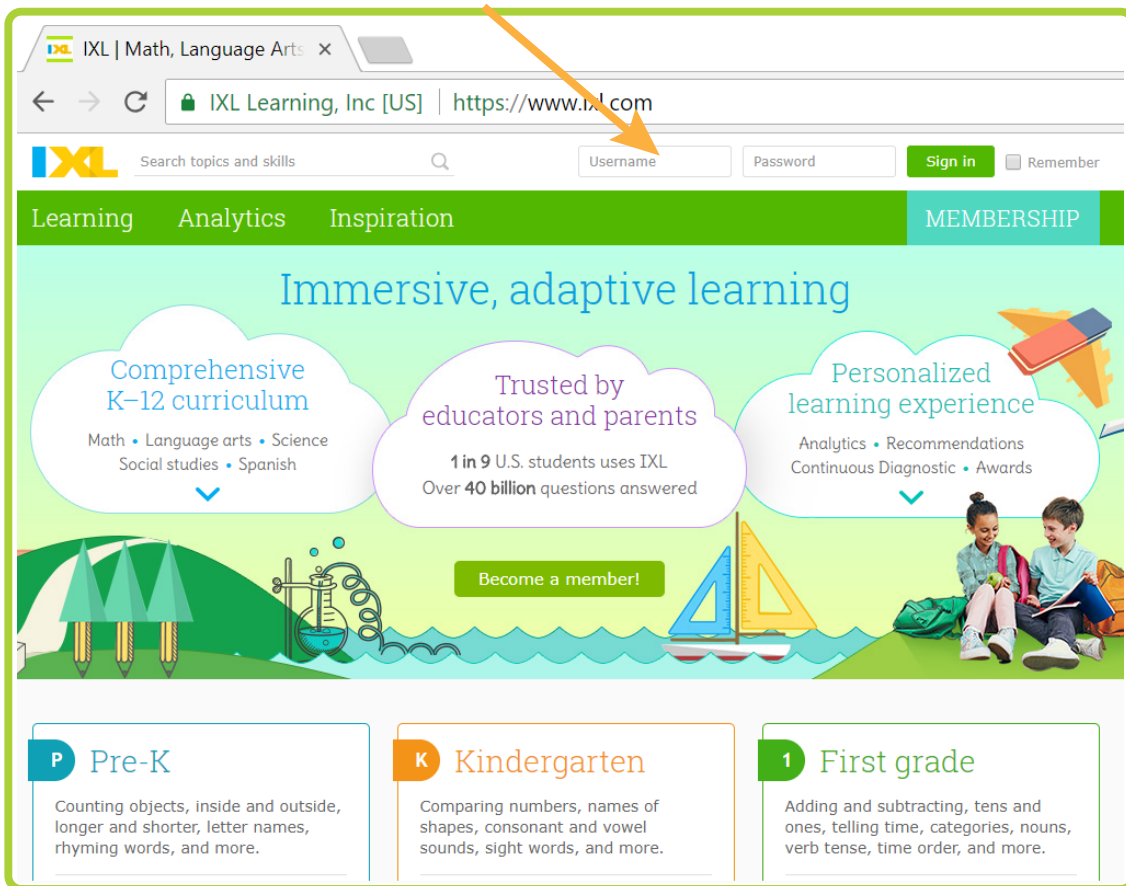 IXL | Math, Language Arts
IXL Learning, Inc [US] https://www.ixl.com
IXL Search topics and skills Username Password Sign in Remember
Learning Analytics Inspiration MEMBERSHIP
Immersive, adaptive learning
Comprehensive
K–12 curriculum
Math • Language arts • Science
Social studies • Spanish
Trusted by
educators and parents
1 in 9 U.S. students uses IXL
Over 40 billion questions answered
Personalized
learning experience
Analytics • Recommendations
Continuous Diagnostic • Awards
Become a member!
P Pre-K
Counting objects, inside and outside,
longer and shorter, letter names,
rhyming words, and more.
K Kindergarten
Comparing numbers, names of
shapes, consonant and vowel
sounds, sight words, and more.
1 First grade
Adding and subtracting, tens and
ones, telling time, categories, nouns,
verb tense, time order, and more.